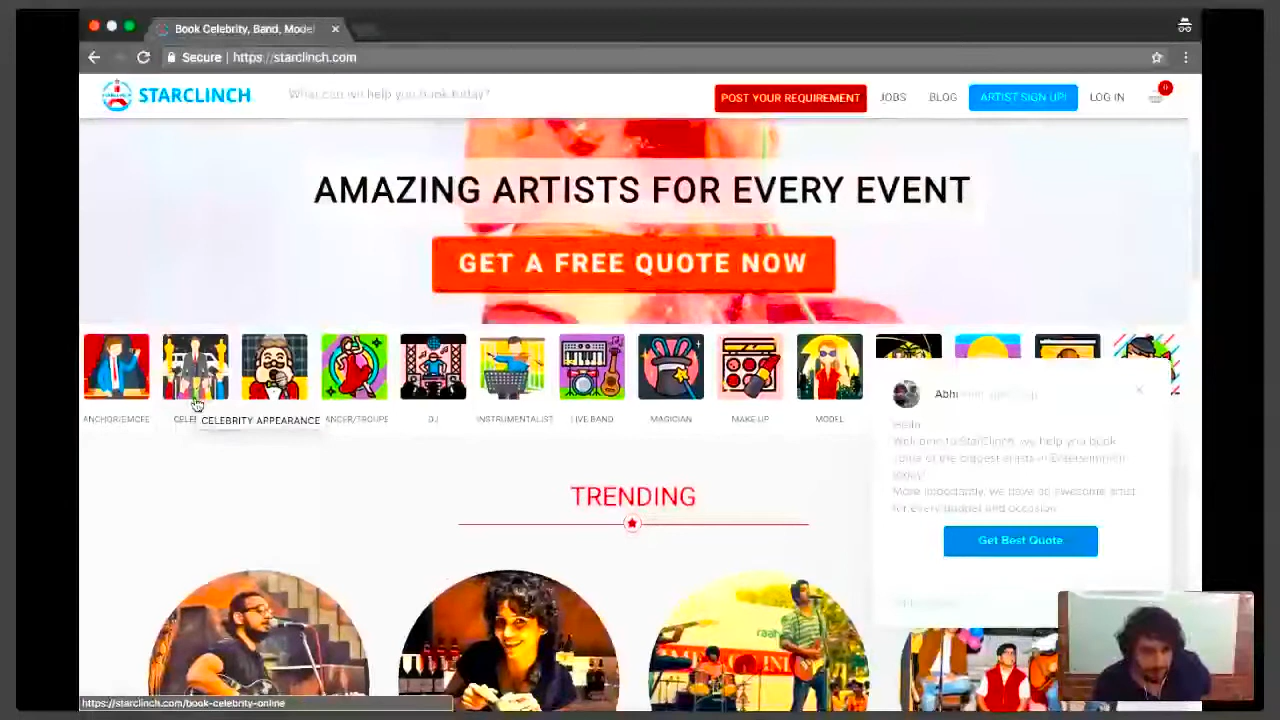 Book Celebrity, Band, Model
Secure | https://starclinch.com
STARCLINCH
What can we help you book today?
POST YOUR REQUIREMENT
JOBS
BLOG
ARTIST SIGN UP!
LOG IN
0
AMAZING ARTISTS FOR EVERY EVENT
GET A FREE QUOTE NOW
ANCHOR/EMCEE
CELE
CELEBRITY APPEARANCE
ANCER/TROUPE
DJ
INSTRUMENTALIST
LIVE BAND
MAGICIAN
MAKE-UP
MODEL
Abhi
Hello
Welcome to StarClinch, we help you book
some of the biggest artists in Entertainment
today!
More importantly, we have an awesome artist
for every budget and occasion.
Get Best Quote
TRENDING
https://starclinch.com/book-celebrity-online